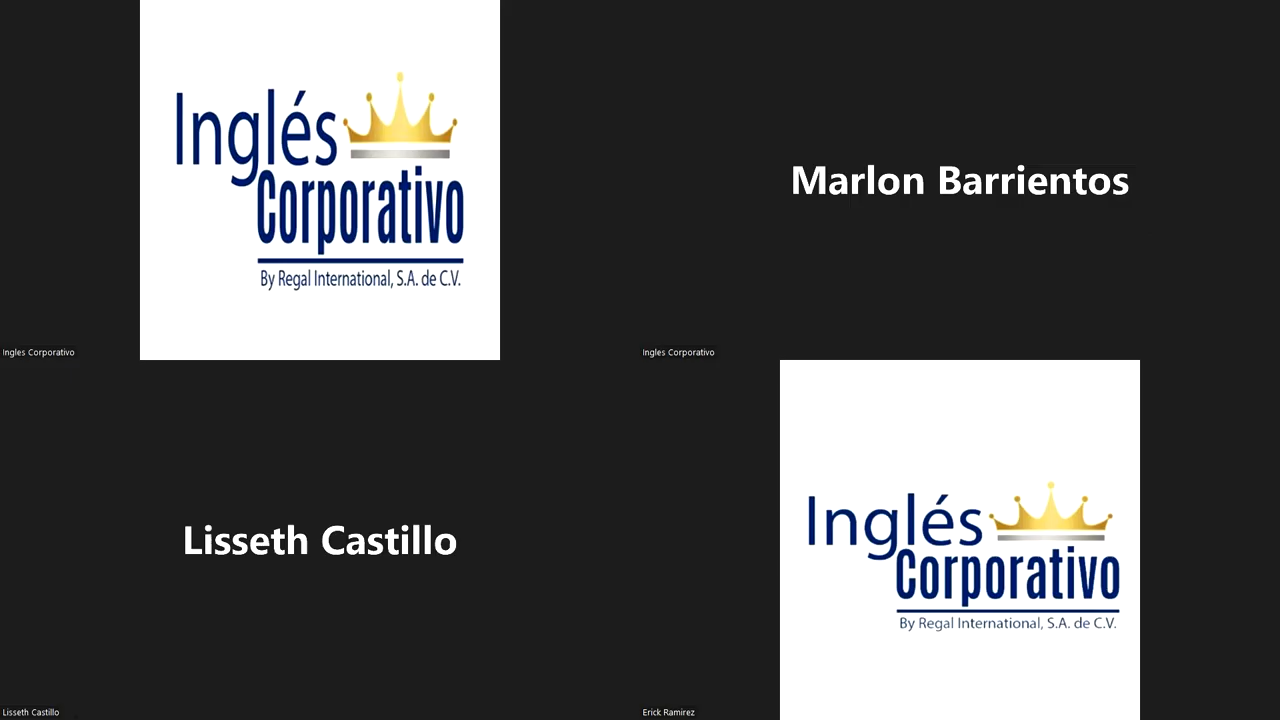 Inglés
Corporativo
By Regal International, S.A. de C.V.
Ingles Corporativo
Marlon Barrientos
Ingles Corporativo
Lisseth Castillo
Lisseth Castillo
Inglés
Corporativo
By Regal International, S.A. de C.V.
Erick Ramirez